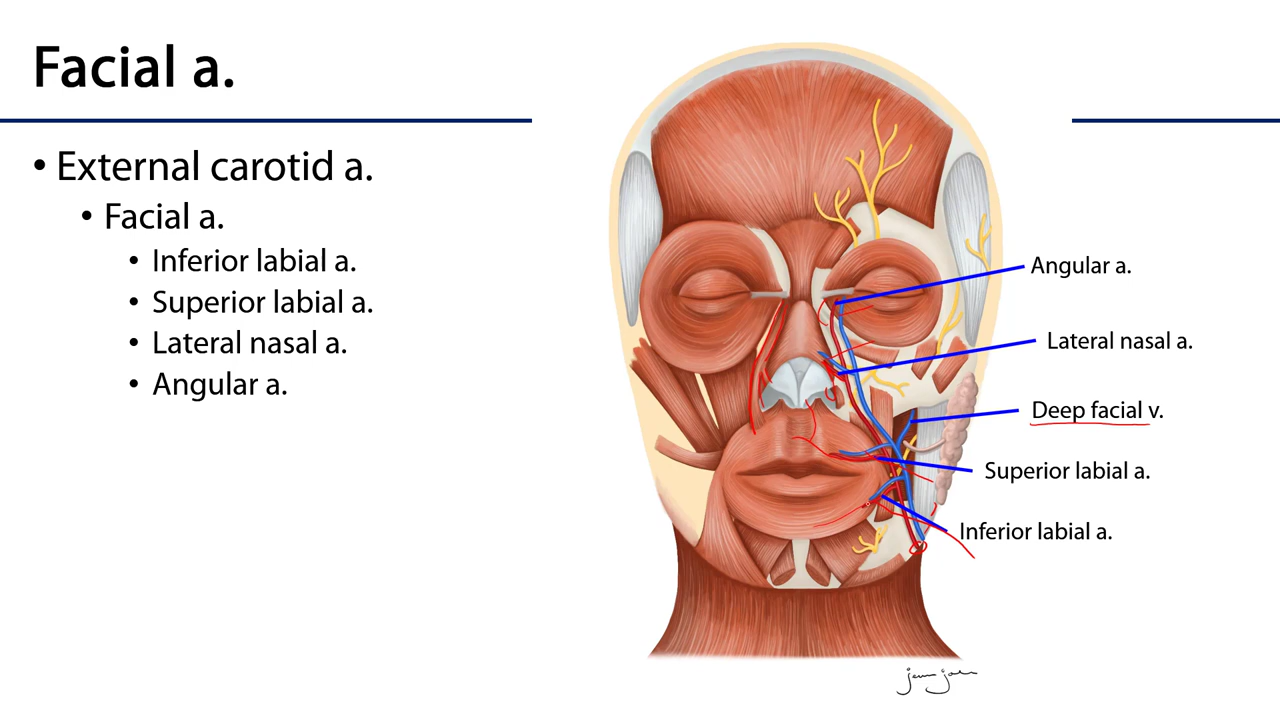 Facial a.
• External carotid a.
• Facial a.
• Inferior labial a.
• Superior labial a.
• Lateral nasal a.
• Angular a.
Angular a.
Lateral nasal a.
Deep facial v.
Superior labial a.
Inferior labial a.